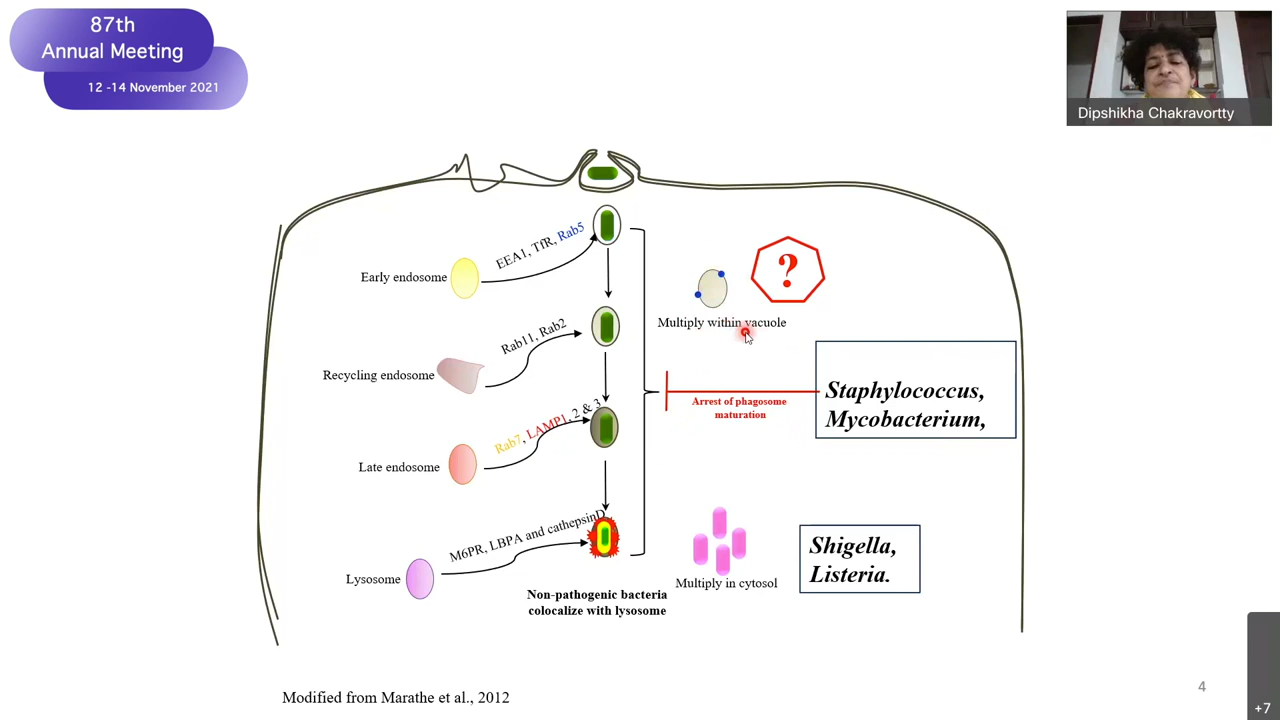 87th
Annual Meeting
12 -14 November 2021
Dipshikha Chakravortty
Early endosome
EEA1, TfR, Rab5
?
Multiply within vacuole
Recycling endosome
Rab11, Rab2
Arrest of phagosome
maturation
Staphylococcus,
Mycobacterium,
Late endosome
Rab7, LAMP1, 2 & 3
Lysosome
M6PR, LBPA and cathepsinD
Multiply in cytosol
Shigella,
Listeria.
Non-pathogenic bacteria
colocalize with lysosome
Modified from Marathe et al., 2012
4
+7